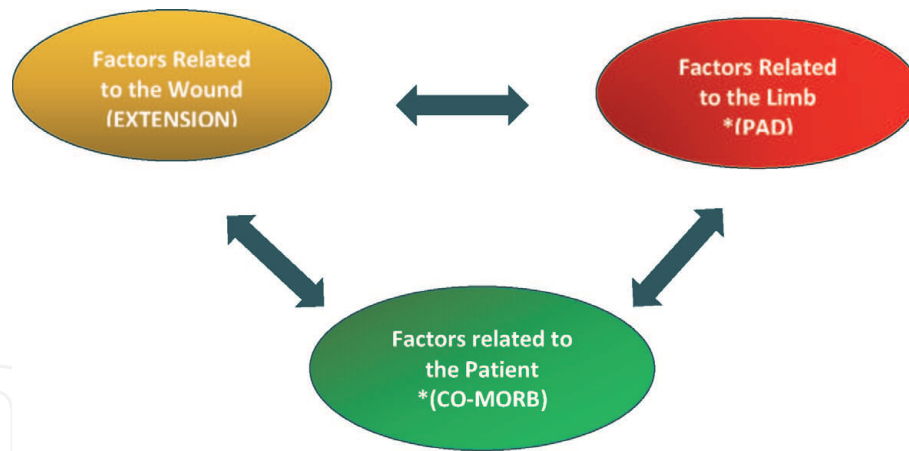 Factors Related
to the Wound
(EXTENSION)
Factors Related
to the Limb
*(PAD)
Factors related to
the Patient
*(CO-MORB)